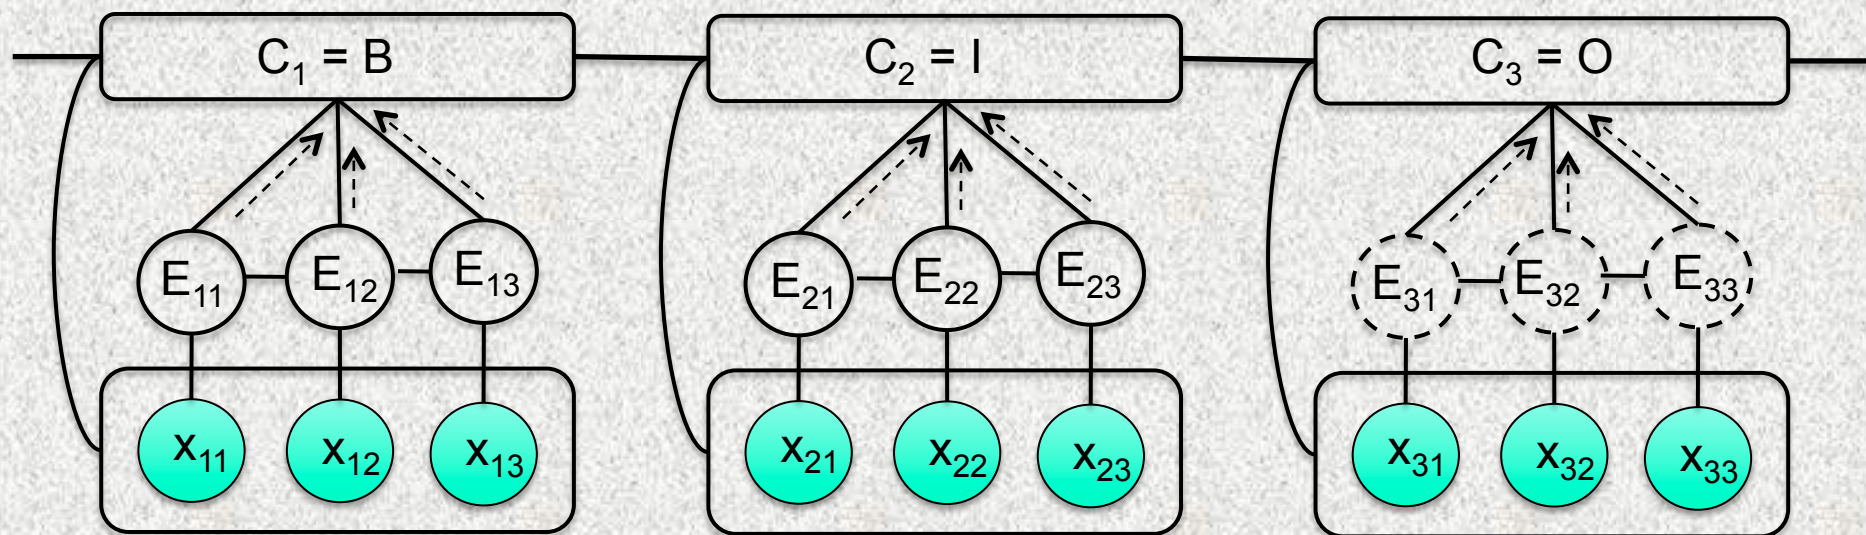 C₁ = B
C₂ = I
C₃ = O
E₁₁ E₁₂ E₁₃
E₂₁ E₂₂ E₂₃
E₃₁ E₃₂ E₃₃
x₁₁ x₁₂ x₁₃
x₂₁ x₂₂ x₂₃
x₃₁ x₃₂ x₃₃